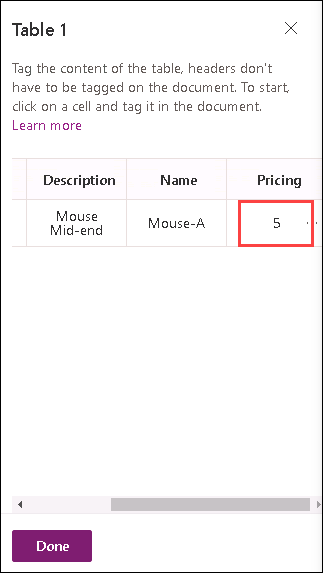 Table 1
Tag the content of the table, headers don't
have to be tagged on the document. To start,
click on a cell and tag it in the document.
Learn more
Description Name Pricing
Mouse
Mid-end Mouse-A 5 ...
Done